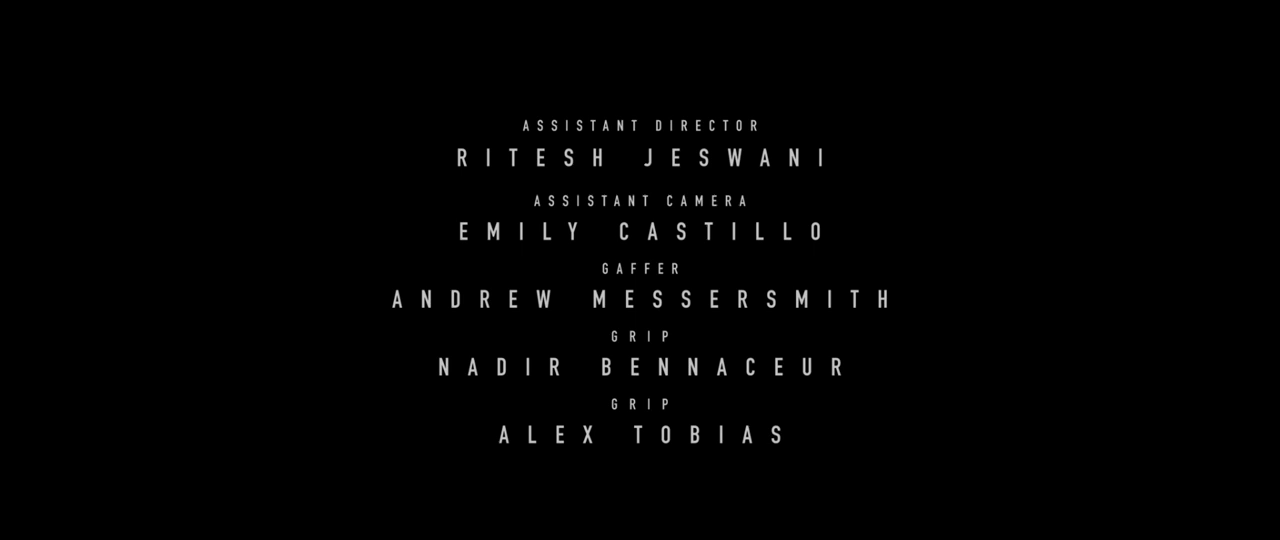 ASSISTANT DIRECTOR
RITESH JESWANI
ASSISTANT CAMERA
EMILY CASTILLO
GAFFER
ANDREW MESSERSMITH
GRIP
NADIR BENNACEUR
GRIP
ALEX TOBIAS